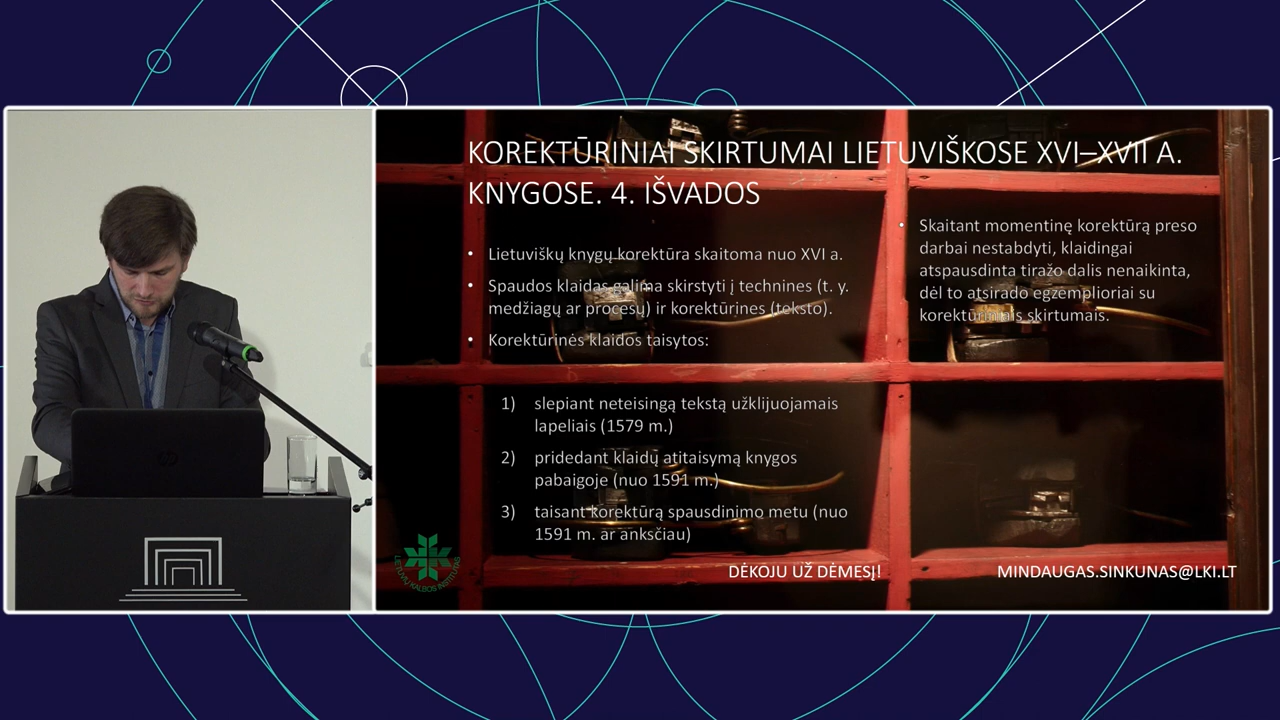 KOREKTŪRINIAI SKIRTUMAI LIETUVIŠKOSE XVI–XVII A.
KNYGOSE. 4. IŠVADOS
• Lietuviškų knygų korektūra skaitoma nuo XVI a.
• Spaudos klaidas galima skirstyti į technines (t. y.
medžiagų ar procesų) ir korektūrines (teksto).
• Korektūrinės klaidos taisytos:
1) slepiant neteisingą tekstą užklijuojamais
lapeliais (1579 m.)
2) pridedant klaidų atitaisymą knygos
pabaigoje (nuo 1591 m.)
3) taisant korektūrą spausdinimo metu (nuo
1591 m. ar anksčiau)
• Skaitant momentinę korektūrą preso
darbai nestabdyti, klaidingai
atspausdinta tiražo dalis nenaikinta,
dėl to atsirado egzemplioriai su
korektūriniais skirtumais.
LIETUVIŲ KALBOS INSTITUTAS
DĖKOJU UŽ DĖMESĮ!
MINDAUGAS.SINKUNAS@LKI.LT
hp